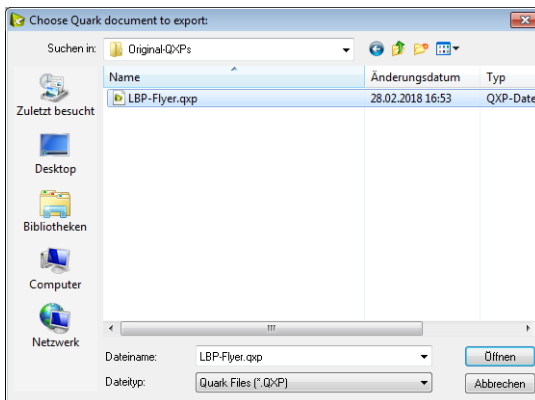 Choose Quark document to export:
Suchen in: Original-QXPs
Name Änderungsdatum Typ
LBP-Flyer.qxp 28.02.2018 16:53 QXP-Date
Zuletzt besucht
Desktop
Bibliotheken
Computer
Netzwerk
Dateiname: LBP-Flyer.qxp Öffnen
Dateityp: Quark Files (*.QXP) Abbrechen